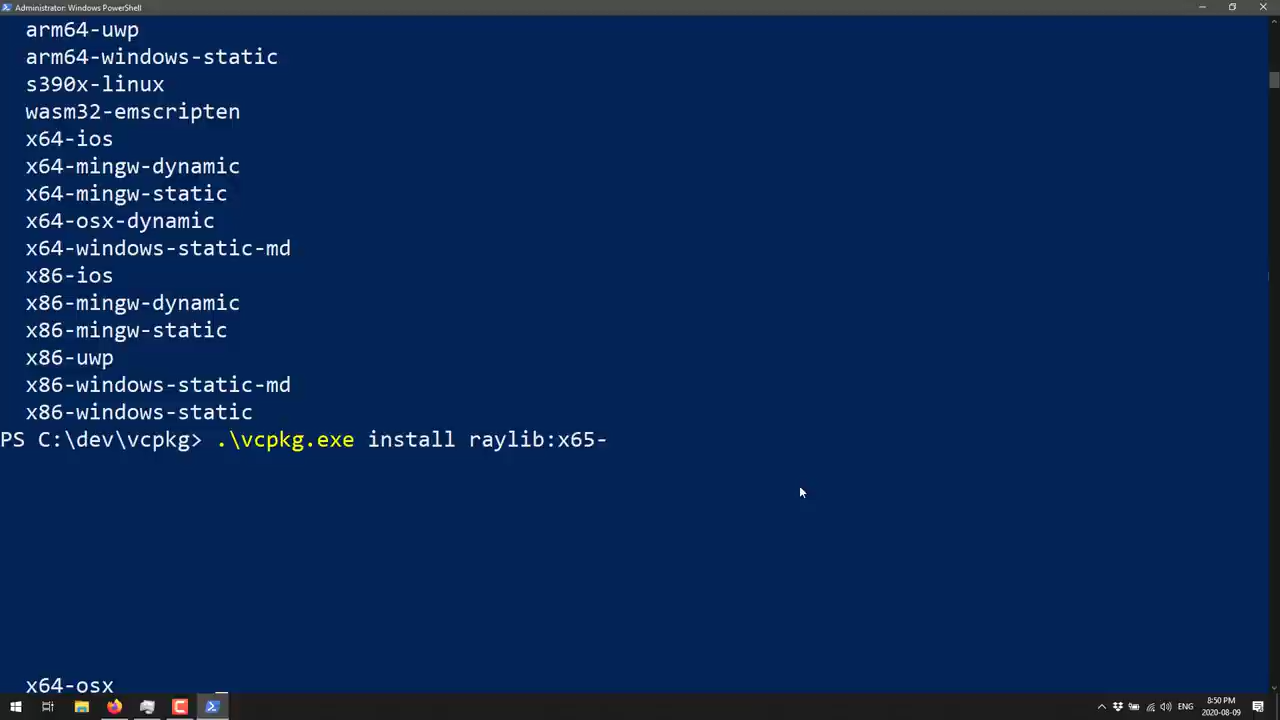 Administrator: Windows PowerShell
arm64-uwp
arm64-windows-static
s390x-linux
wasm32-emscripten
x64-ios
x64-mingw-dynamic
x64-mingw-static
x64-osx-dynamic
x64-windows-static-md
x86-ios
x86-mingw-dynamic
x86-mingw-static
x86-uwp
x86-windows-static-md
x86-windows-static
PS C:\dev\vcpkg> .\vcpkg.exe install raylib:x65-
x64-osx
ENG
8:50 PM
2020-08-09